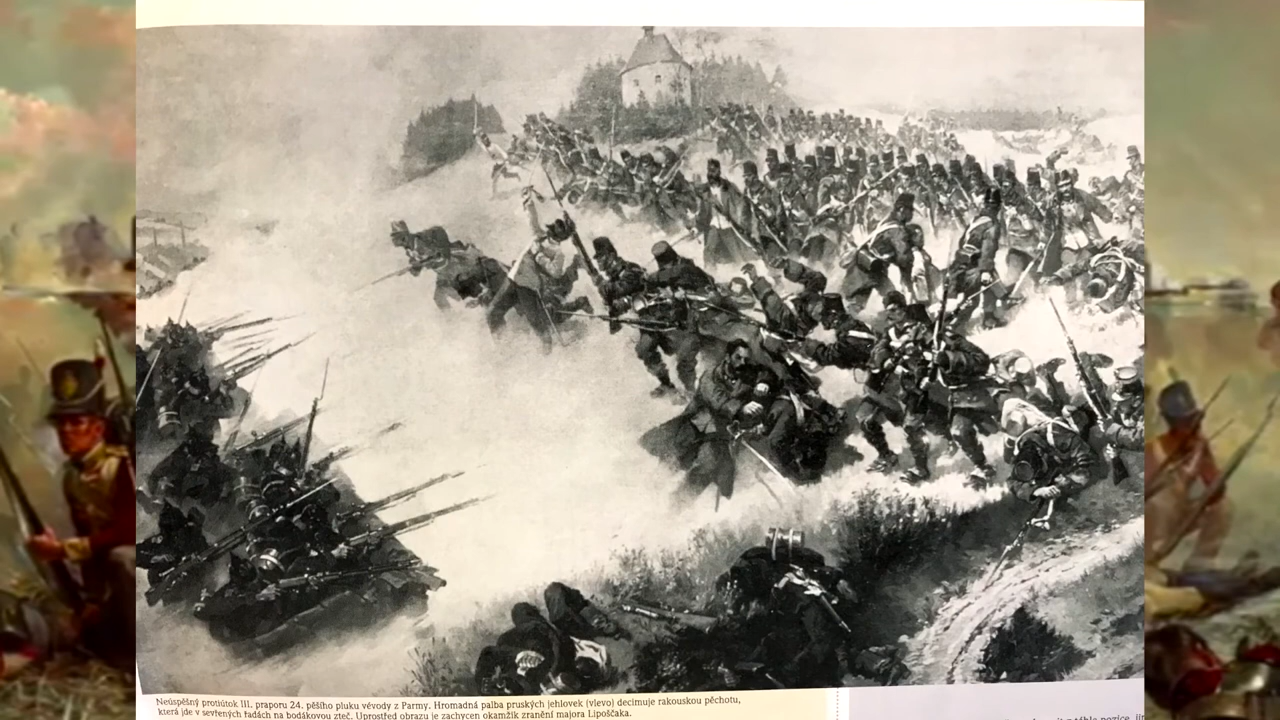 Neúspěšný protiútok III. praporu 24. pěšího pluku vévody z Parmy. Hromadná palba pruských jehlovek (vlevo) decimuje rakouskou pěchotu,
která jde v sevřených řadách na bodákovou zteč. Uprostřed obrazu je zachycen okamžik zranění majora Lipoščaka.